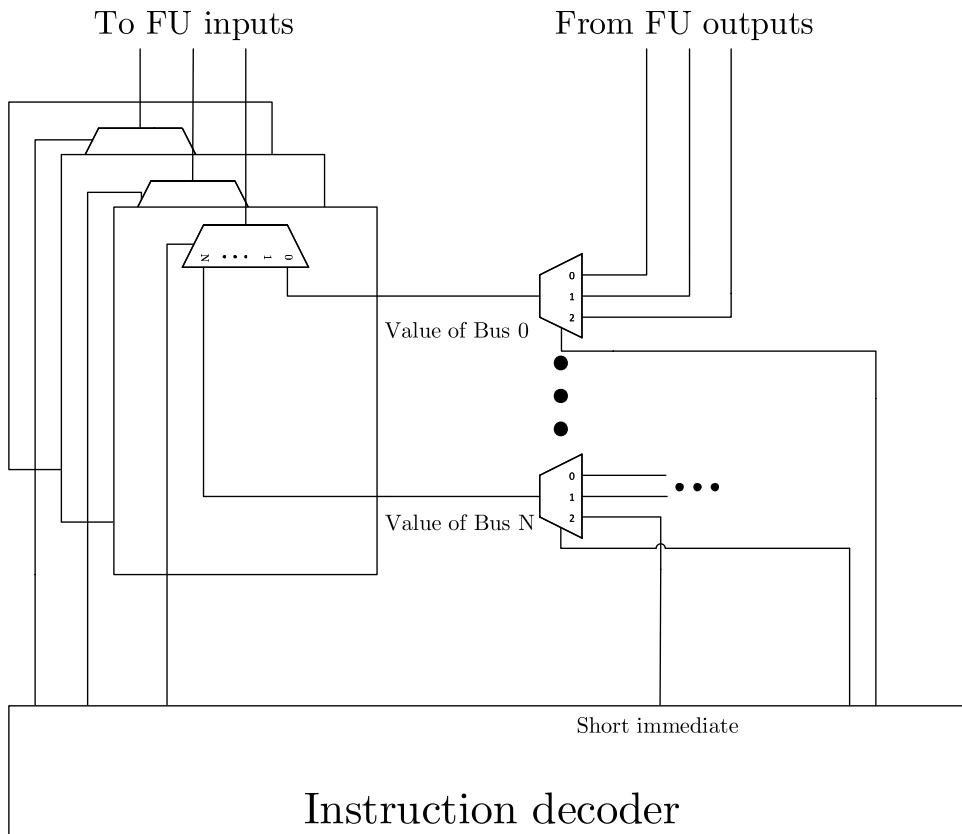 To FU inputs
From FU outputs
N ••• 1 0
0
1
2
Value of Bus 0
0
1
2
Value of Bus N
Short immediate
Instruction decoder